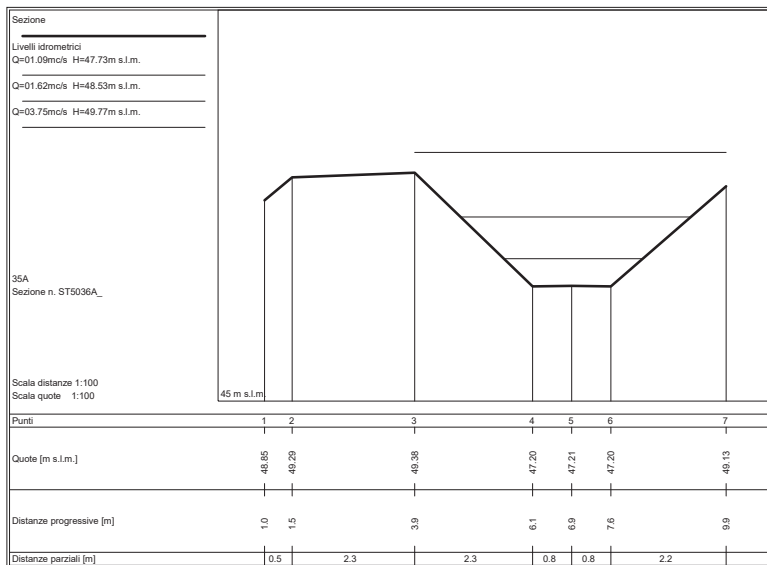 Sezione
Livelli idrometrici
Q=01.09mc/s H=47.73m s.l.m.
Q=01.62mc/s H=48.53m s.l.m.
Q=03.75mc/s H=49.77m s.l.m.
35A
Sezione n. ST5036A_
Scala distanze 1:100
Scala quote 1:100
45 m s.l.m.
Punti 1 2 3 4 5 6 7
Quote [m s.l.m.] 48.85 49.29 49.38 47.20 47.21 47.20 49.13
Distanze progressive [m] 1.0 1.5 3.9 6.1 6.9 7.6 9.9
Distanze parziali [m] 0.5 2.3 2.3 0.8 0.8 2.2